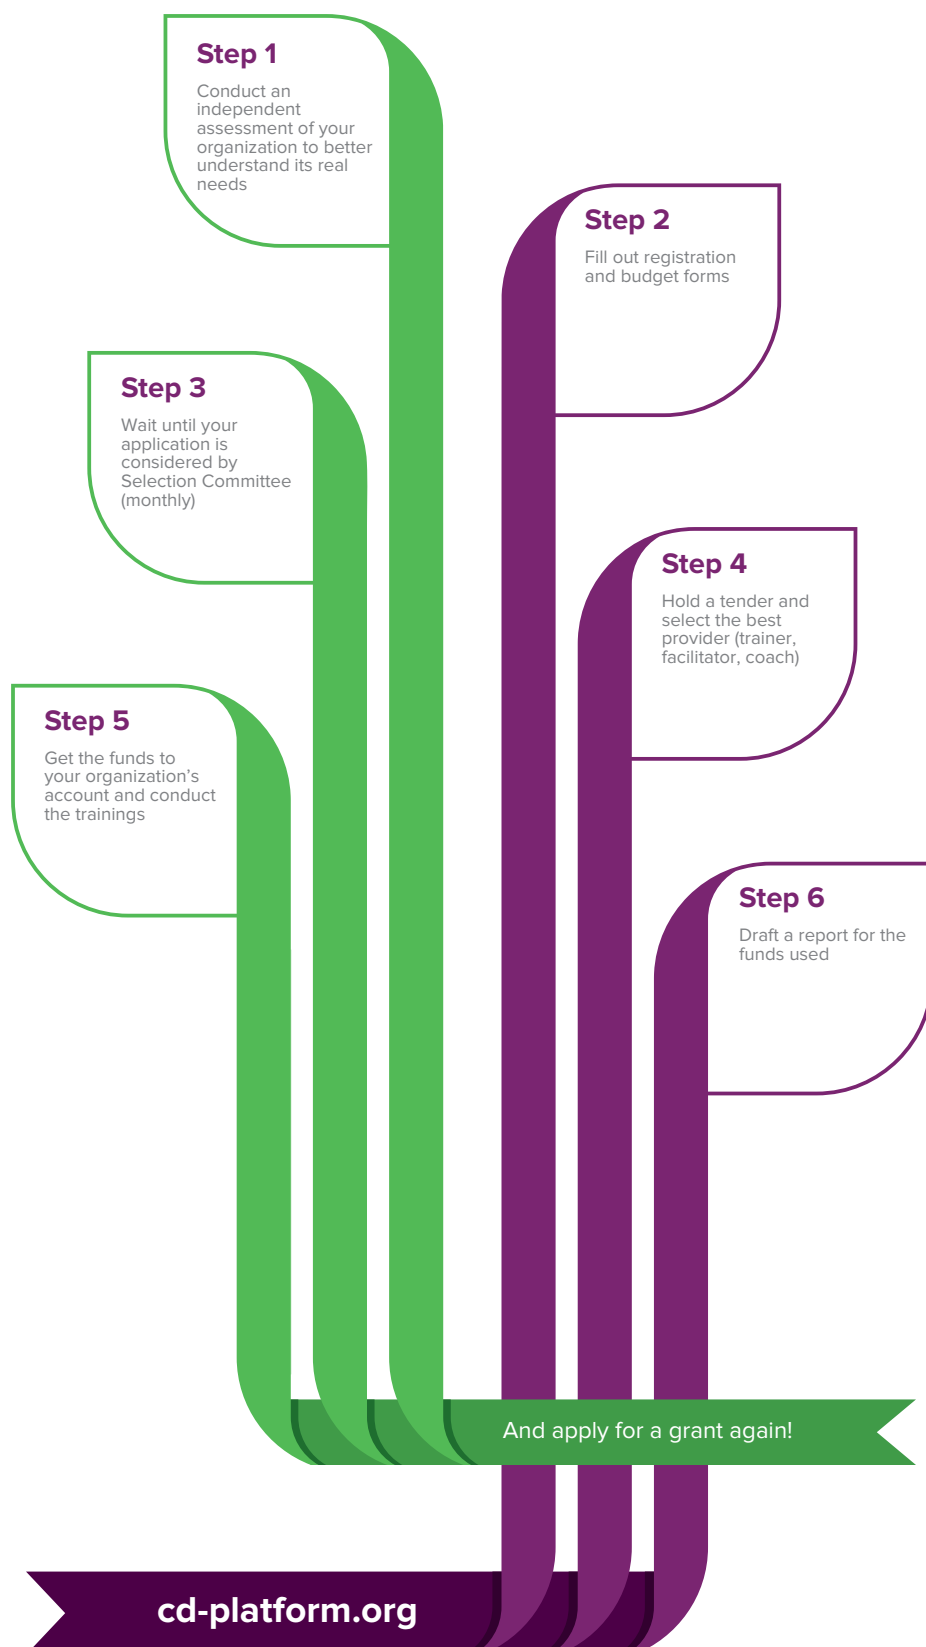 Step 1
Conduct an
independent
assessment of your
organization to better
understand its real
needs
Step 2
Fill out registration
and budget forms
Step 3
Wait until your
application is
considered by
Selection Committee
(monthly)
Step 4
Hold a tender and
select the best
provider (trainer,
facilitator, coach)
Step 5
Get the funds to
your organization’s
account and conduct
the trainings
Step 6
Draft a report for the
funds used
And apply for a grant again!
cd-platform.org